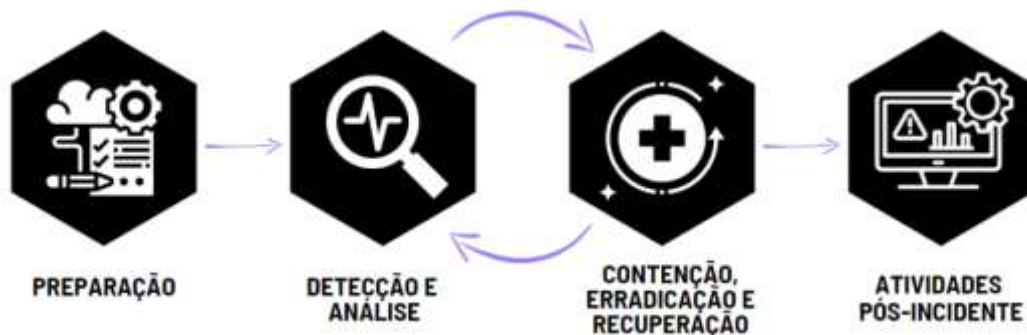 PREPARAÇÃO
DETECÇÃO E
ANÁLISE
CONTENÇÃO,
ERRADICAÇÃO E
RECUPERAÇÃO
ATIVIDADES
PÓS-INCIDENTE